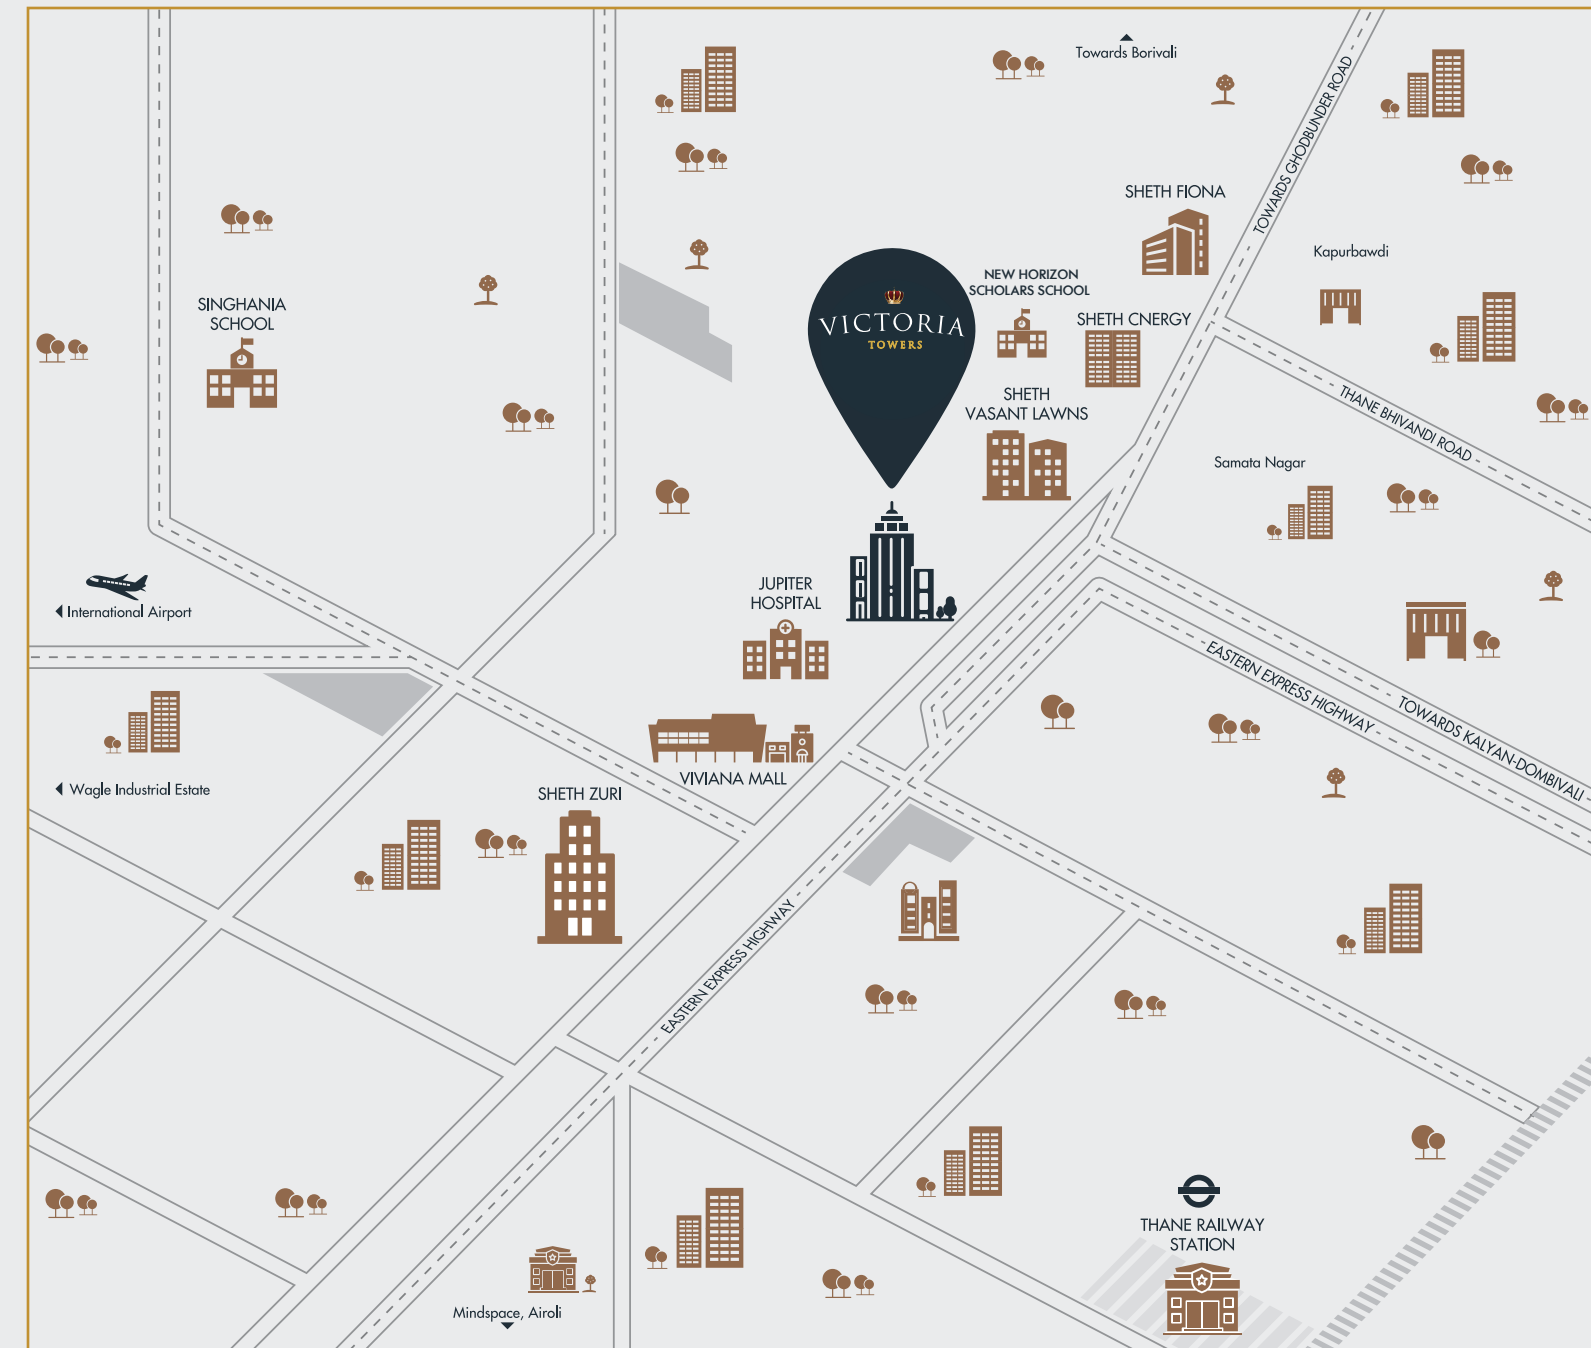 Towards Borivali
TOWARDS GHODBUNDER ROAD
SHETH FIONA
Kapurbawdi
NEW HORIZON
SCHOLARS SCHOOL
SINGHANIA
SCHOOL
VICTORIA
TOWERS
SHETH CNERGY
SHETH
VASANT LAWNS
THANE BHIVANDI ROAD
Samata Nagar
JUPITER
HOSPITAL
International Airport
EASTERN EXPRESS HIGHWAY
TOWARDS KALYAN-DOMBIVALI
VIVIANA MALL
Wagle Industrial Estate
SHETH ZURI
EASTERN EXPRESS HIGHWAY
THANE RAILWAY
STATION
Mindspace, Airoli